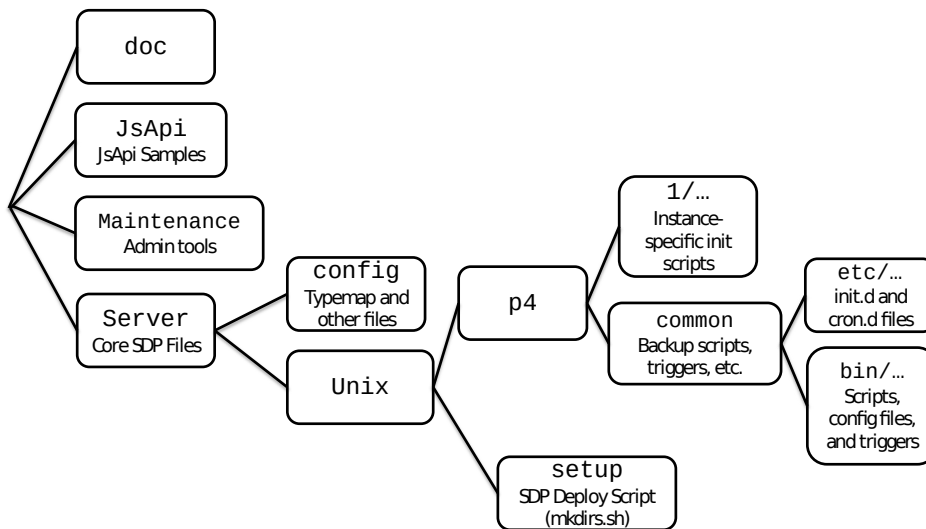 doc
JsApi
JsApi Samples
Maintenance
Admin tools
Server
Core SDP Files
config
Typemap and
other files
Unix
p4
setup
SDP Deploy Script
(mkdirs.sh)
1/…
Instance-
specific init
scripts
common
Backup scripts,
triggers, etc.
etc/…
init.d and
cron.d files
bin/…
Scripts,
config files,
and triggers